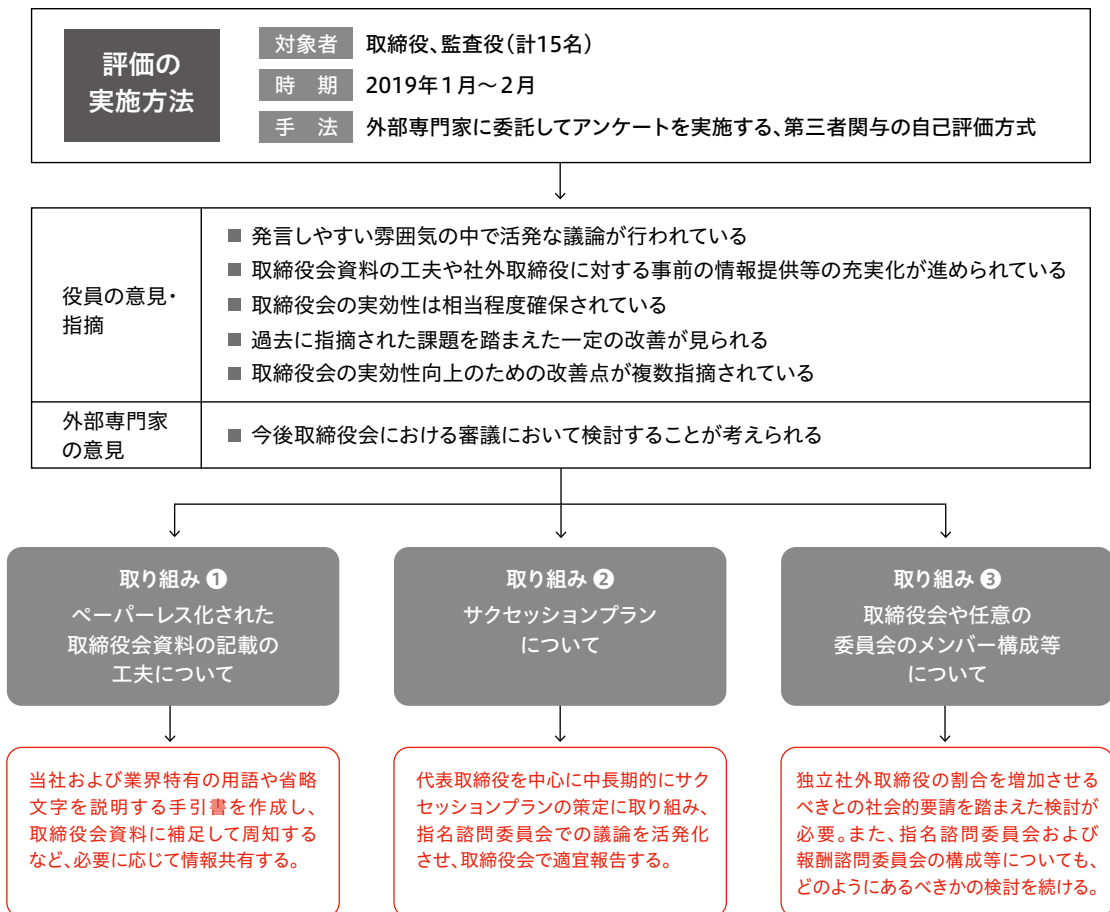 評価の
実施方法
対象者 取締役、監査役（計15名）
時　期 2019年1月～2月
手　法 外部専門家に委託してアンケートを実施する、第三者関与の自己評価方式
役員の意見・
指摘
■ 発言しやすい雰囲気の中で活発な議論が行われている
■ 取締役会資料の工夫や社外取締役に対する事前の情報提供等の充実化が進められている
■ 取締役会の実効性は相当程度確保されている
■ 過去に指摘された課題を踏まえた一定の改善が見られる
■ 取締役会の実効性向上のための改善点が複数指摘されている
外部専門家
の意見
■ 今後取締役会における審議において検討することが考えられる
取り組み ❶
ペーパーレス化された
取締役会資料の記載の
工夫について
取り組み ❷
サクセッションプラン
について
取り組み ❸
取締役会や任意の
委員会のメンバー構成等
について
当社および業界特有の用語や省略
文字を説明する手引書を作成し、
取締役会資料に補足して周知する
など、必要に応じて情報共有する。
代表取締役を中心に中長期的にサク
セッションプランの策定に取り組み、
指名諮問委員会での議論を活発化
させ、取締役会で適宜報告する。
独立社外取締役の割合を増加させる
べきとの社会的要請を踏まえた検討が
必要。また、指名諮問委員会および
報酬諮問委員会の構成等についても、
どのようにあるべきかの検討を続ける。